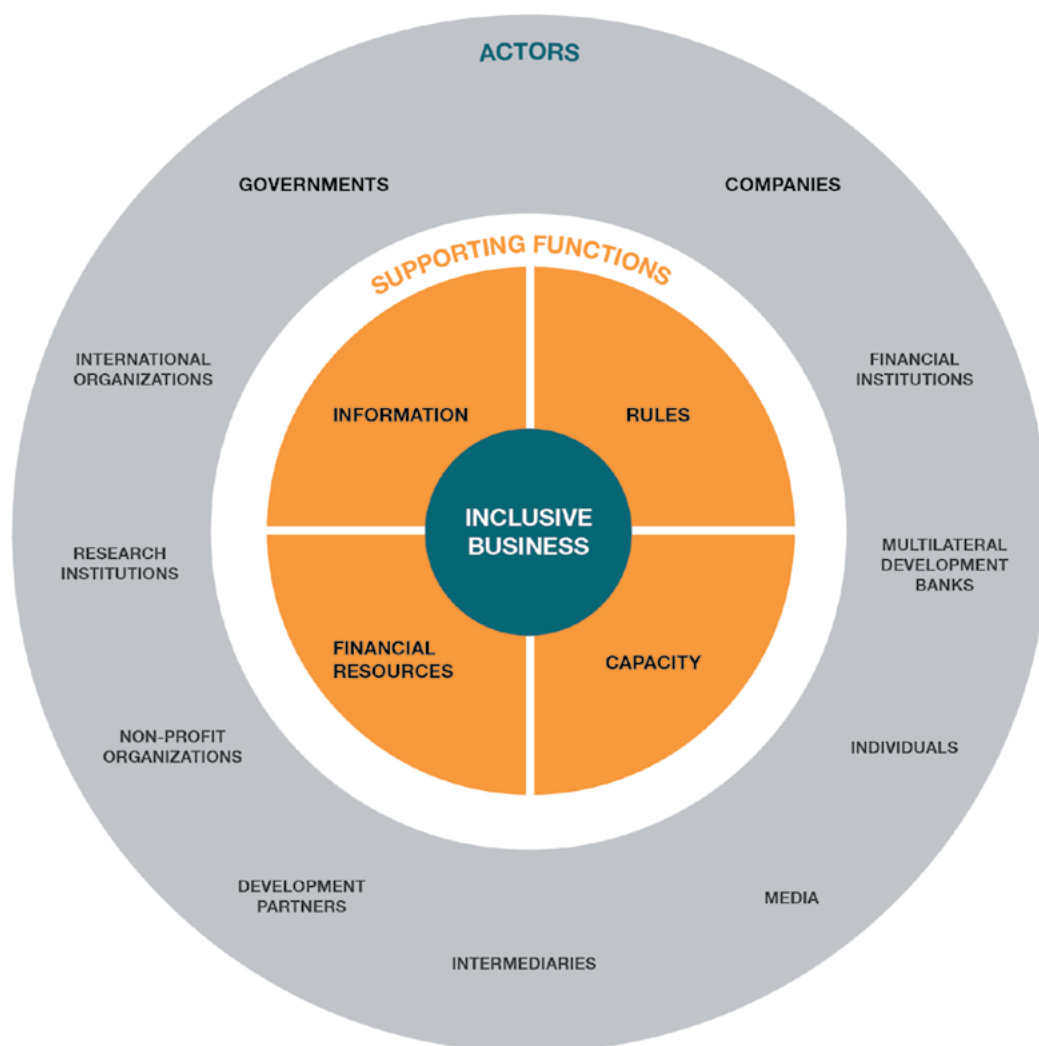 ACTORS
GOVERNMENTS
COMPANIES
SUPPORTING FUNCTIONS
INTERNATIONAL
ORGANIZATIONS
FINANCIAL
INSTITUTIONS
INFORMATION
RULES
INCLUSIVE
BUSINESS
RESEARCH
INSTITUTIONS
MULTILATERAL
DEVELOPMENT
BANKS
FINANCIAL
RESOURCES
CAPACITY
NON-PROFIT
ORGANIZATIONS
INDIVIDUALS
DEVELOPMENT
PARTNERS
MEDIA
INTERMEDIARIES